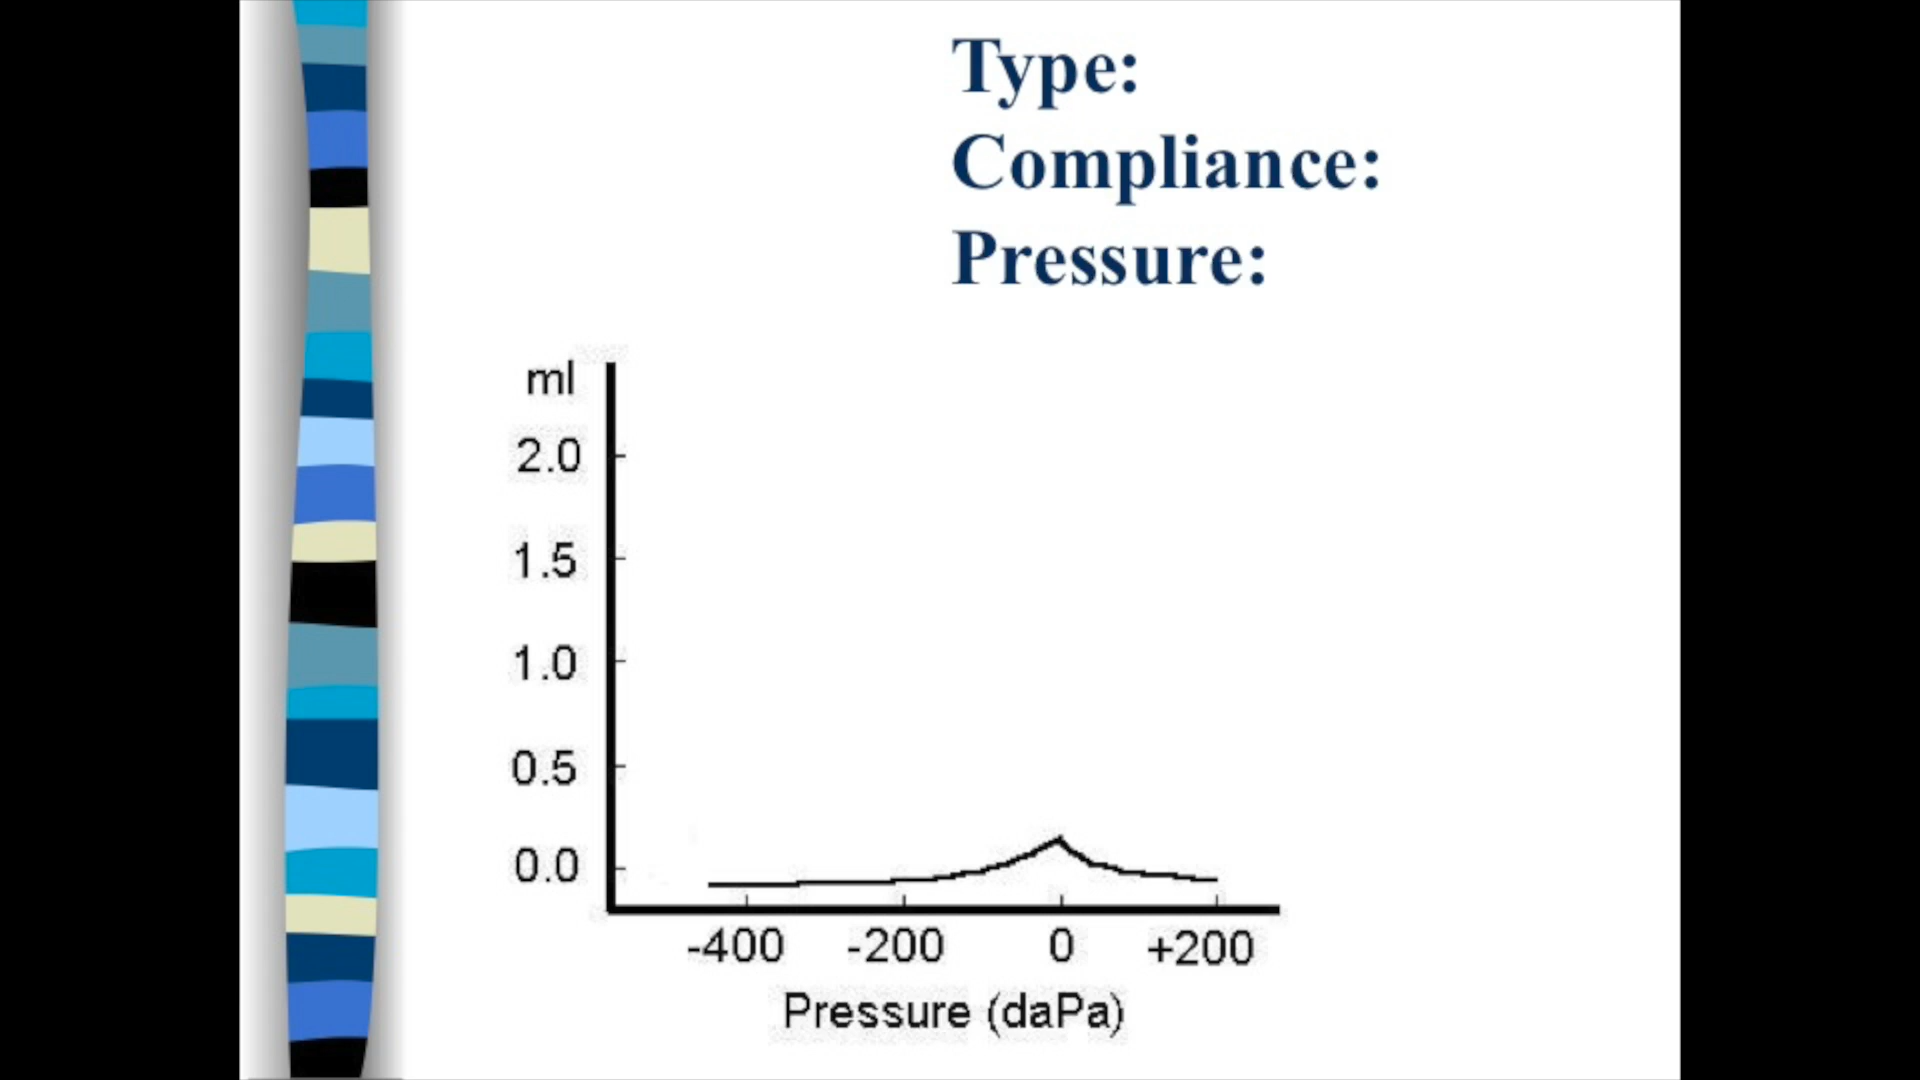 Type:
Compliance:
Pressure:
ml
2.0
1.5
1.0
0.5
0.0
-400 -200 0 +200
Pressure (daPa)